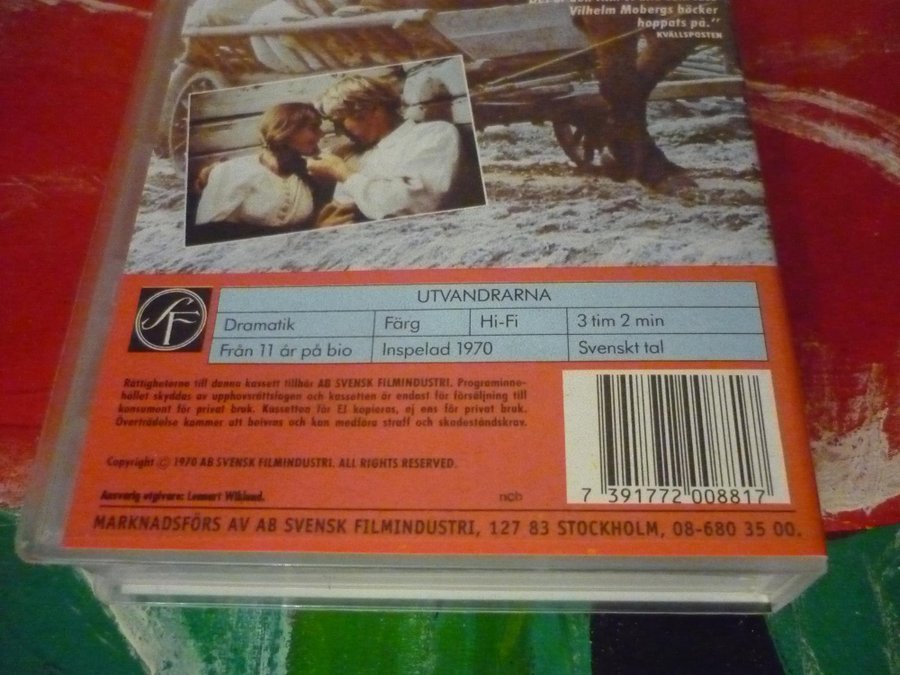 Vilhelm Mobergs böcker
hoppats på."
KVÄLLSPOSTEN
SF
UTVANDRARNA
Dramatik Färg Hi-Fi 3 tim 2 min
Från 11 år på bio Inspelad 1970 Svenskt tal
Rättigheterna till denna kassett tillhör AB SVENSK FILMINDUSTRI. Programinne-
hållet skyddas av upphovsrättslagen och kassetten är endast för försäljning till
konsument för privat bruk. Kassetten får EJ kopieras, ej ens för privat bruk.
Överträdelse kommer att beivras och kan medföra straff och skadeståndskrav.
Copyright © 1970 AB SVENSK FILMINDUSTRI. ALL RIGHTS RESERVED.
Ansvarig utgivare: Lennart Wiklund. ncb
7 391772 008817
MARKNADSFÖRS AV AB SVENSK FILMINDUSTRI, 127 83 STOCKHOLM, 08-680 35 00.